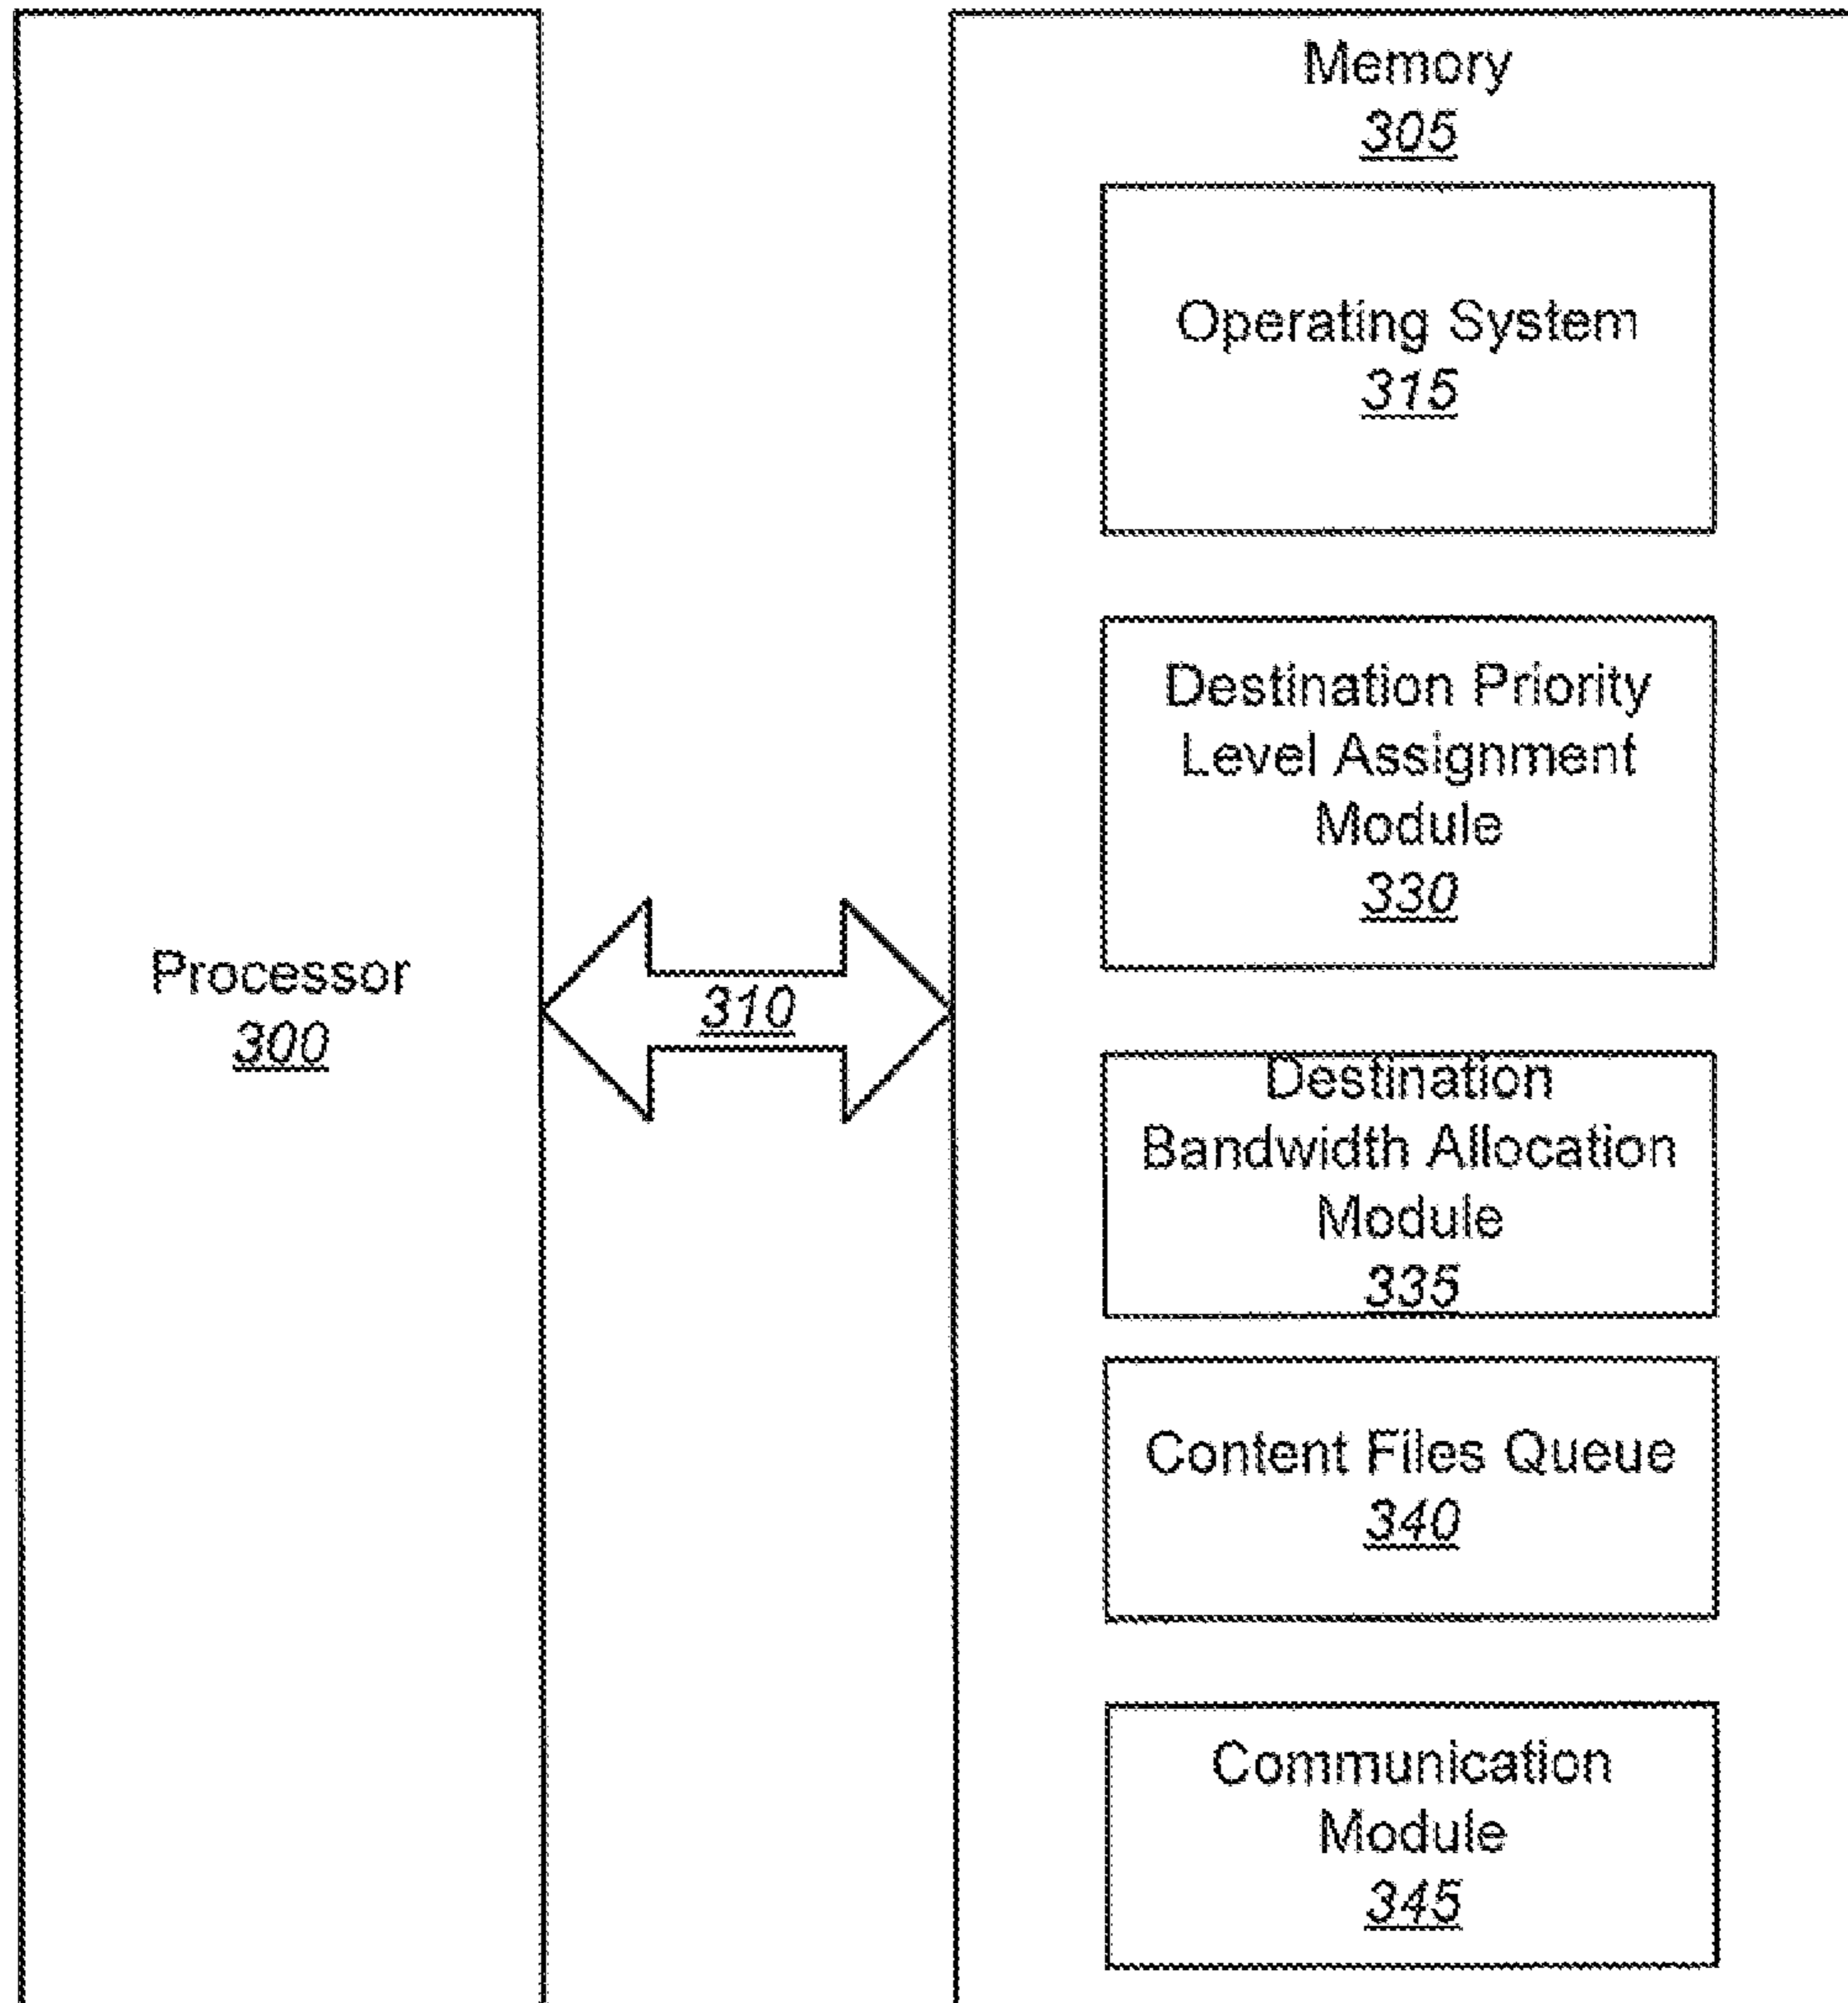 Memory
305
Operating System
315
Destination Priority
Level Assignment
Module
330
Processor
300
310
Destination
Bandwidth Allocation
Module
335
Content Files Queue
340
Communication
Module
345